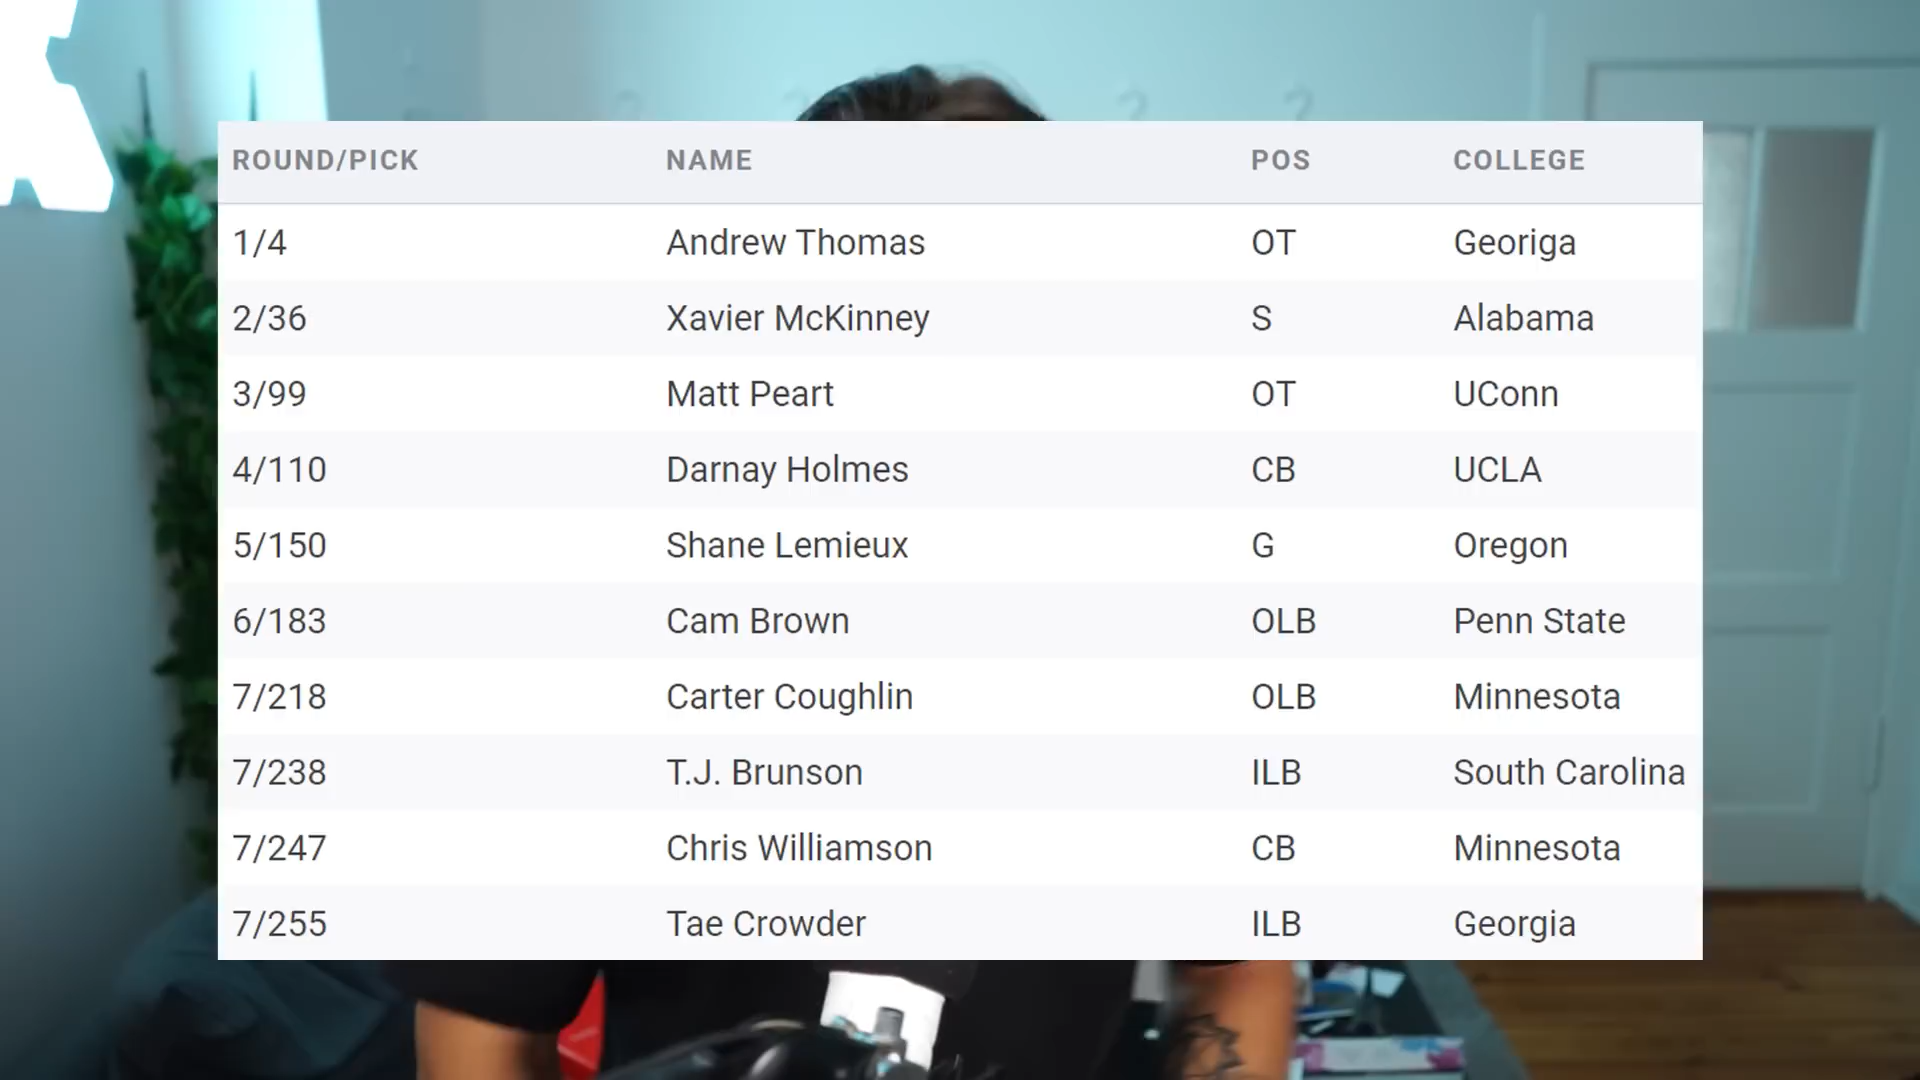 ROUND/PICK NAME POS COLLEGE
1/4 Andrew Thomas OT Georiga
2/36 Xavier McKinney S Alabama
3/99 Matt Peart OT UConn
4/110 Darnay Holmes CB UCLA
5/150 Shane Lemieux G Oregon
6/183 Cam Brown OLB Penn State
7/218 Carter Coughlin OLB Minnesota
7/238 T.J. Brunson ILB South Carolina
7/247 Chris Williamson CB Minnesota
7/255 Tae Crowder ILB Georgia